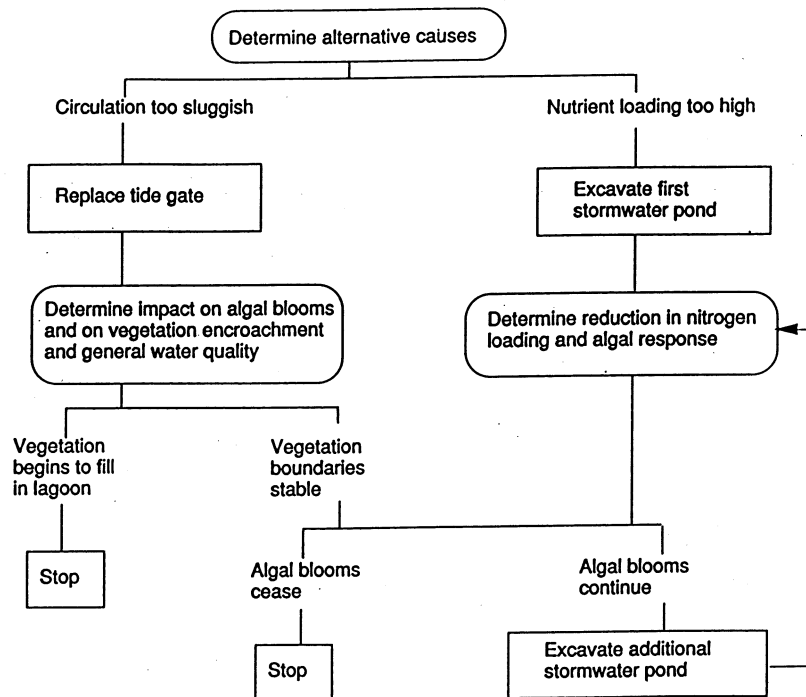 Determine alternative causes
Circulation too sluggish
Nutrient loading too high
Replace tide gate
Excavate first
stormwater pond
Determine impact on algal blooms
and on vegetation encroachment
and general water quality
Determine reduction in nitrogen
loading and algal response
Vegetation
begins to fill
in lagoon
Vegetation
boundaries
stable
Stop
Algal blooms
cease
Algal blooms
continue
Stop
Excavate additional
stormwater pond